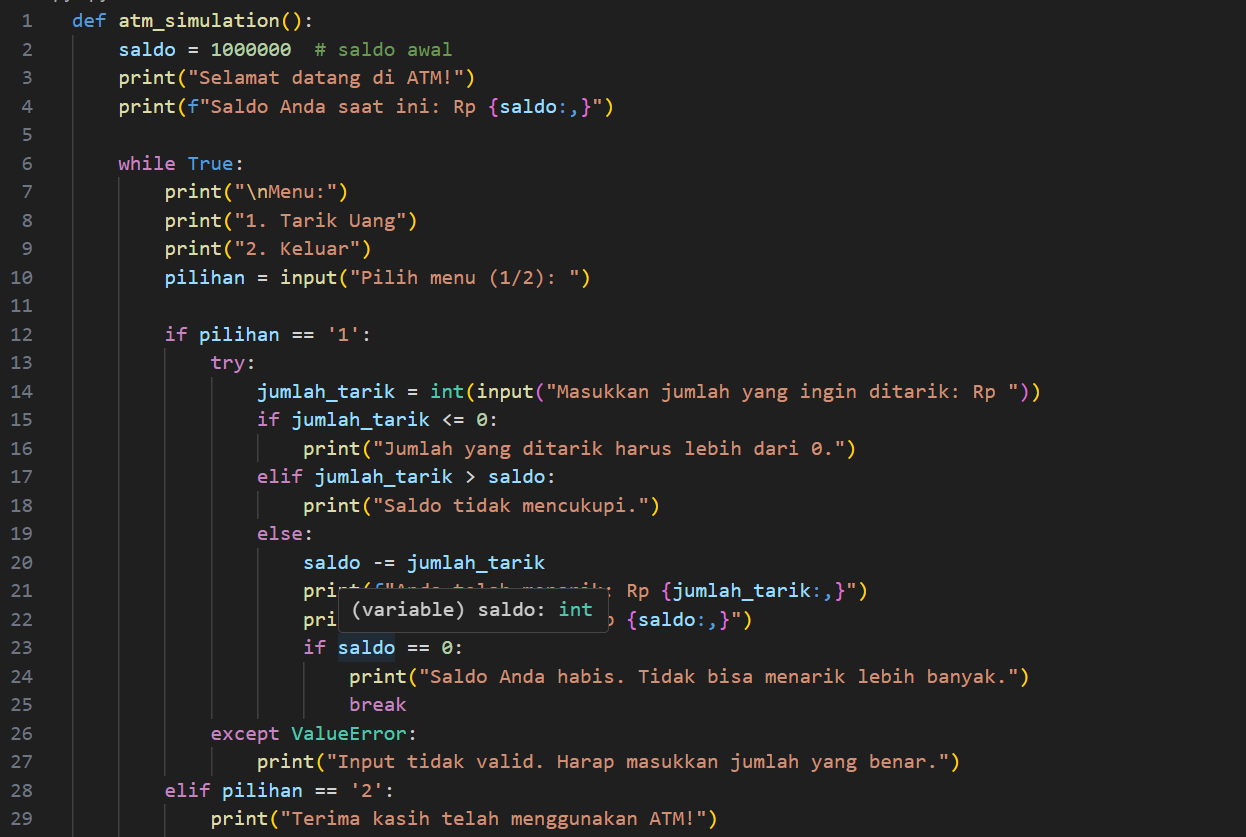 1 def atm_simulation():
2 saldo = 1000000 # saldo awal
3 print("Selamat datang di ATM!")
4 print(f"Saldo Anda saat ini: Rp {saldo:,}")
5
6 while True:
7 print("\nMenu:")
8 print("1. Tarik Uang")
9 print("2. Keluar")
10 pilihan = input("Pilih menu (1/2): ")
11
12 if pilihan == '1':
13 try:
14 jumlah_tarik = int(input("Masukkan jumlah yang ingin ditarik: Rp "))
15 if jumlah_tarik <= 0:
16 print("Jumlah yang ditarik harus lebih dari 0.")
17 elif jumlah_tarik > saldo:
18 print("Saldo tidak mencukupi.")
19 else:
20 saldo -= jumlah_tarik
21 print(f"Anda telah menarik: Rp {jumlah_tarik:,}")
(variable) saldo: int
22 pri {saldo:,}")
23 if saldo == 0:
24 print("Saldo Anda habis. Tidak bisa menarik lebih banyak.")
25 break
26 except ValueError:
27 print("Input tidak valid. Harap masukkan jumlah yang benar.")
28 elif pilihan == '2':
29 print("Terima kasih telah menggunakan ATM!")